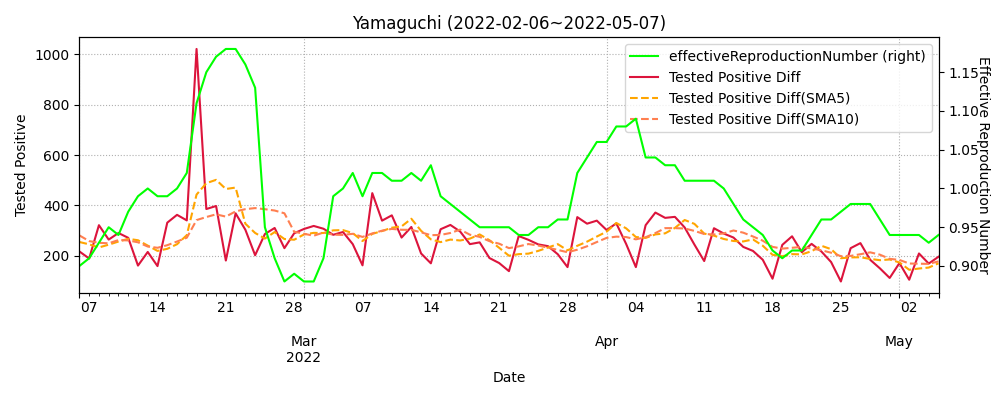 Yamaguchi (2022-02-06~2022-05-07)
effectiveReproductionNumber (right)
Tested Positive Diff
Tested Positive Diff(SMA5)
Tested Positive Diff(SMA10)
Tested Positive
1000
800
600
400
200
Effective Reproduction Number
1.15
1.10
1.05
1.00
0.95
0.90
07 14 21 28 07 14 21 28 04 11 18 25 02
Mar Apr May
2022
Date